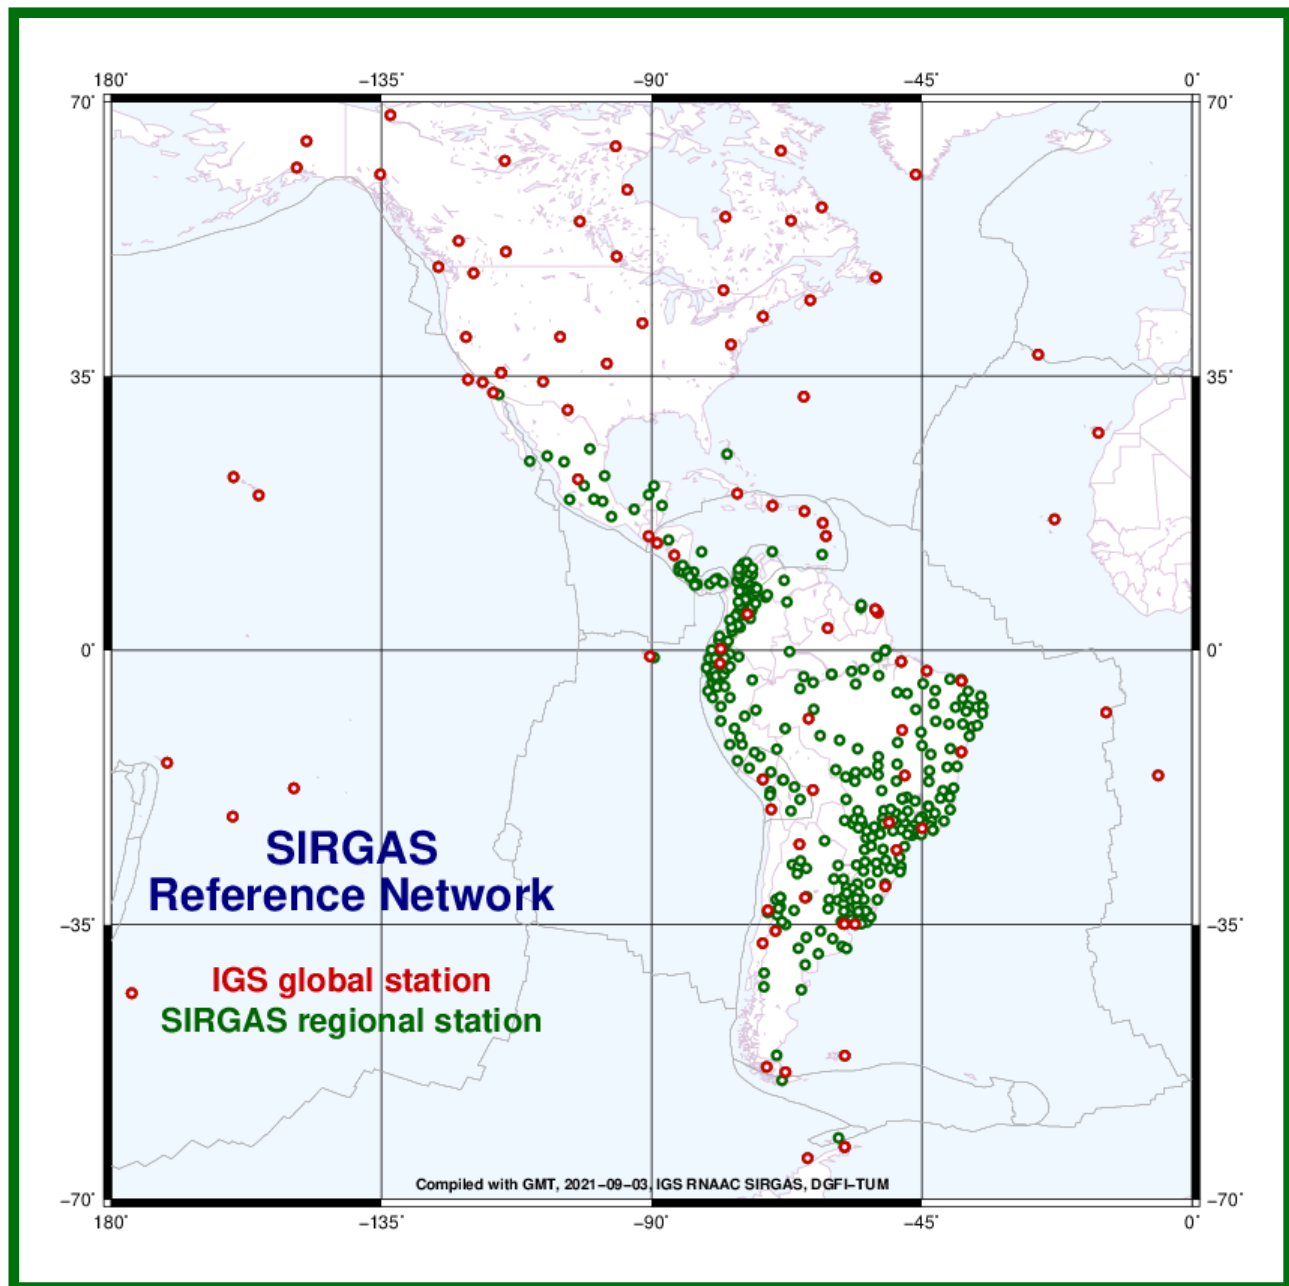 180˚ −135˚ −90˚ −45˚ 0˚
70˚ 70˚
35˚ 35˚
0˚ 0˚
SIRGAS
Reference Network
−35˚ −35˚
IGS global station
SIRGAS regional station
Compiled with GMT, 2021−09−03, IGS RNAAC SIRGAS, DGFI−TUM
−70˚ −70˚
180˚ −135˚ −90˚ −45˚ 0˚